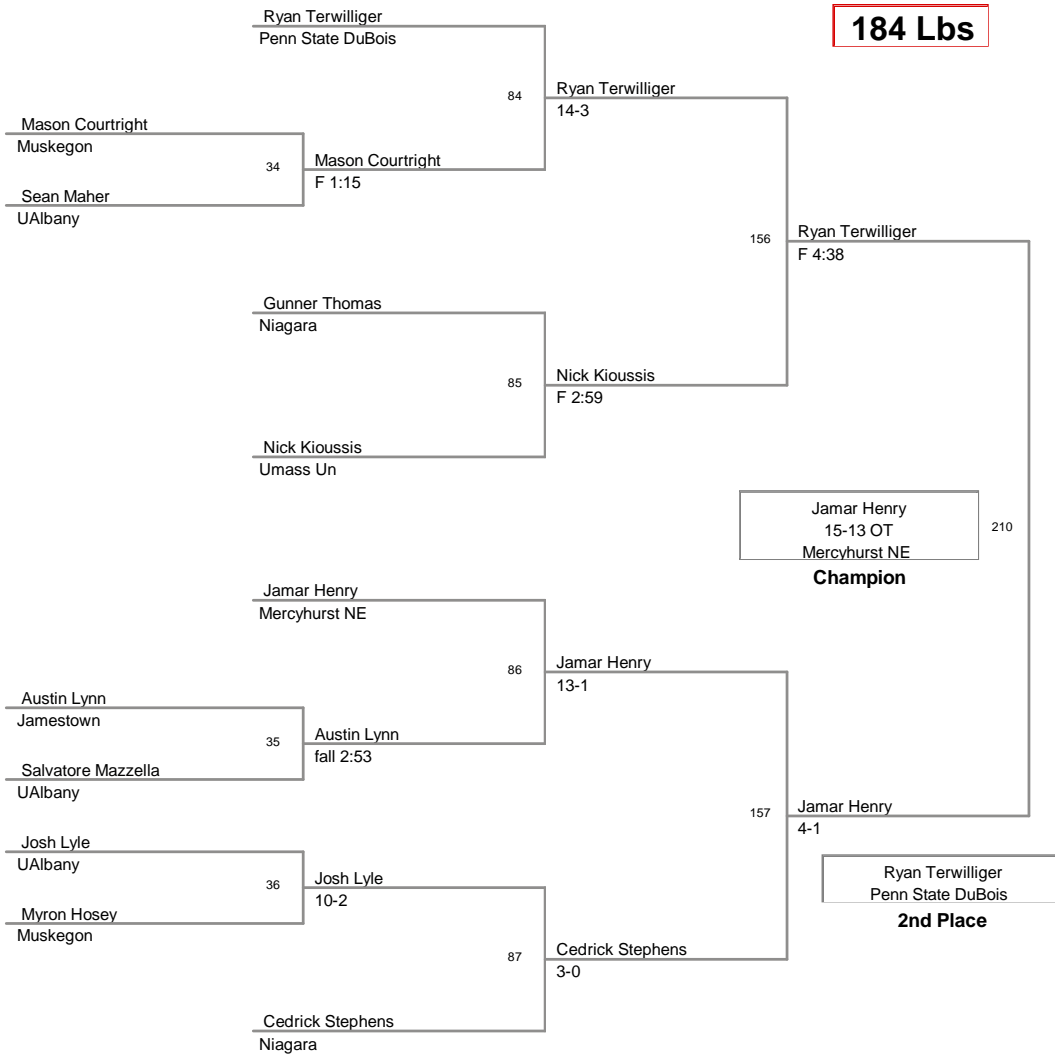 Ryan Terwilliger
Penn State DuBois
184 Lbs
84
Ryan Terwilliger
14-3
Mason Courtright
Muskegon
34
Mason Courtright
F 1:15
Sean Maher
UAlbany
156
Ryan Terwilliger
F 4:38
Gunner Thomas
Niagara
85
Nick Kioussis
F 2:59
Nick Kioussis
Umass Un
Jamar Henry
15-13 OT
Mercyhurst NE
Champion
210
Jamar Henry
Mercyhurst NE
86
Jamar Henry
13-1
Austin Lynn
Jamestown
35
Austin Lynn
fall 2:53
Salvatore Mazzella
UAlbany
157
Jamar Henry
4-1
Josh Lyle
UAlbany
36
Josh Lyle
10-2
Myron Hosey
Muskegon
Ryan Terwilliger
Penn State DuBois
2nd Place
87
Cedrick Stephens
3-0
Cedrick Stephens
Niagara